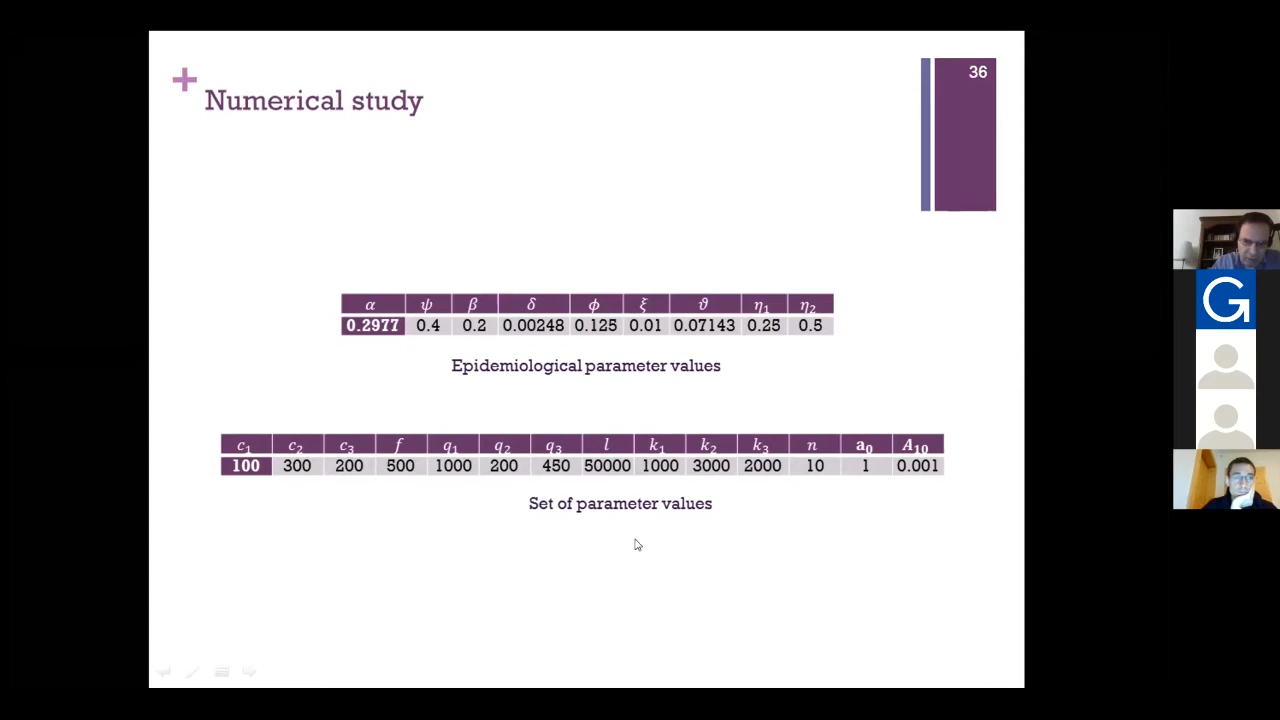 36
+ Numerical study
α ψ β δ ϕ ξ ϑ η₁ η₂
0.2977 0.4 0.2 0.00248 0.125 0.01 0.07143 0.25 0.5
Epidemiological parameter values
c₁ c₂ c₃ f q₁ q₂ q₃ l k₁ k₂ k₃ n a₀ A₁₀
100 300 200 500 1000 200 450 50000 1000 3000 2000 10 1 0.001
Set of parameter values
G